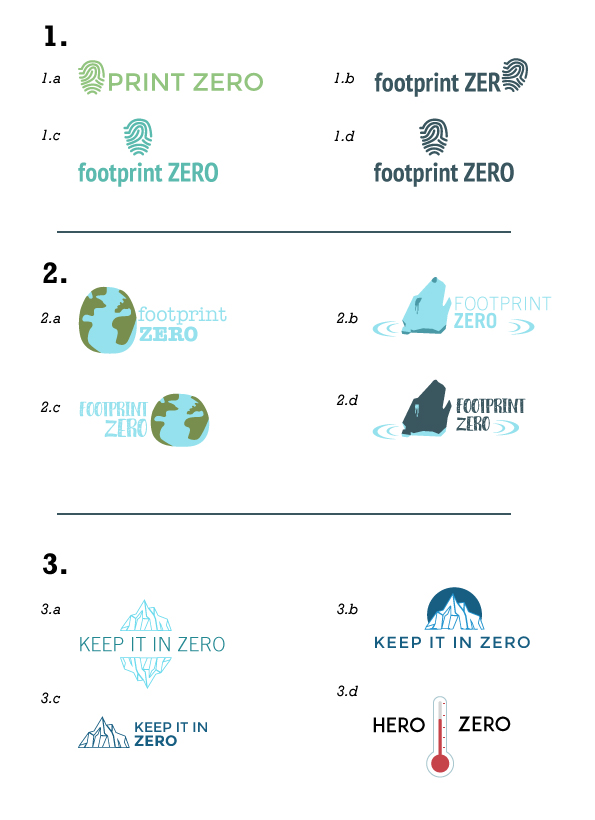 1.
1.a
PRINT ZERO
1.b
footprint ZER
1.c
footprint ZERO
1.d
footprint ZERO
2.
2.a
footprint
ZERO
2.b
FOOTPRINT
ZERO
2.c
FOOTPRINT
ZERO
2.d
FOOTPRINT
ZERO
3.
3.a
KEEP IT IN ZERO
3.b
KEEP IT IN ZERO
3.c
KEEP IT IN
ZERO
3.d
HERO ZERO